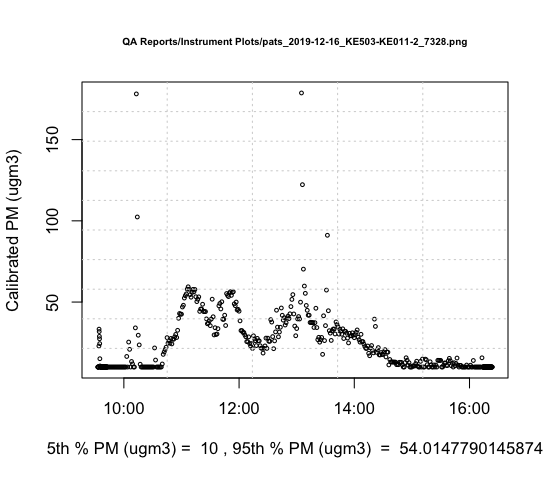 QA Reports/Instrument Plots/pats_2019-12-16_KE503-KE011-2_7328.png
Calibrated PM (ugm3)
150
100
50
10:00 12:00 14:00 16:00
5th % PM (ugm3) = 10 , 95th % PM (ugm3) = 54.0147790145874